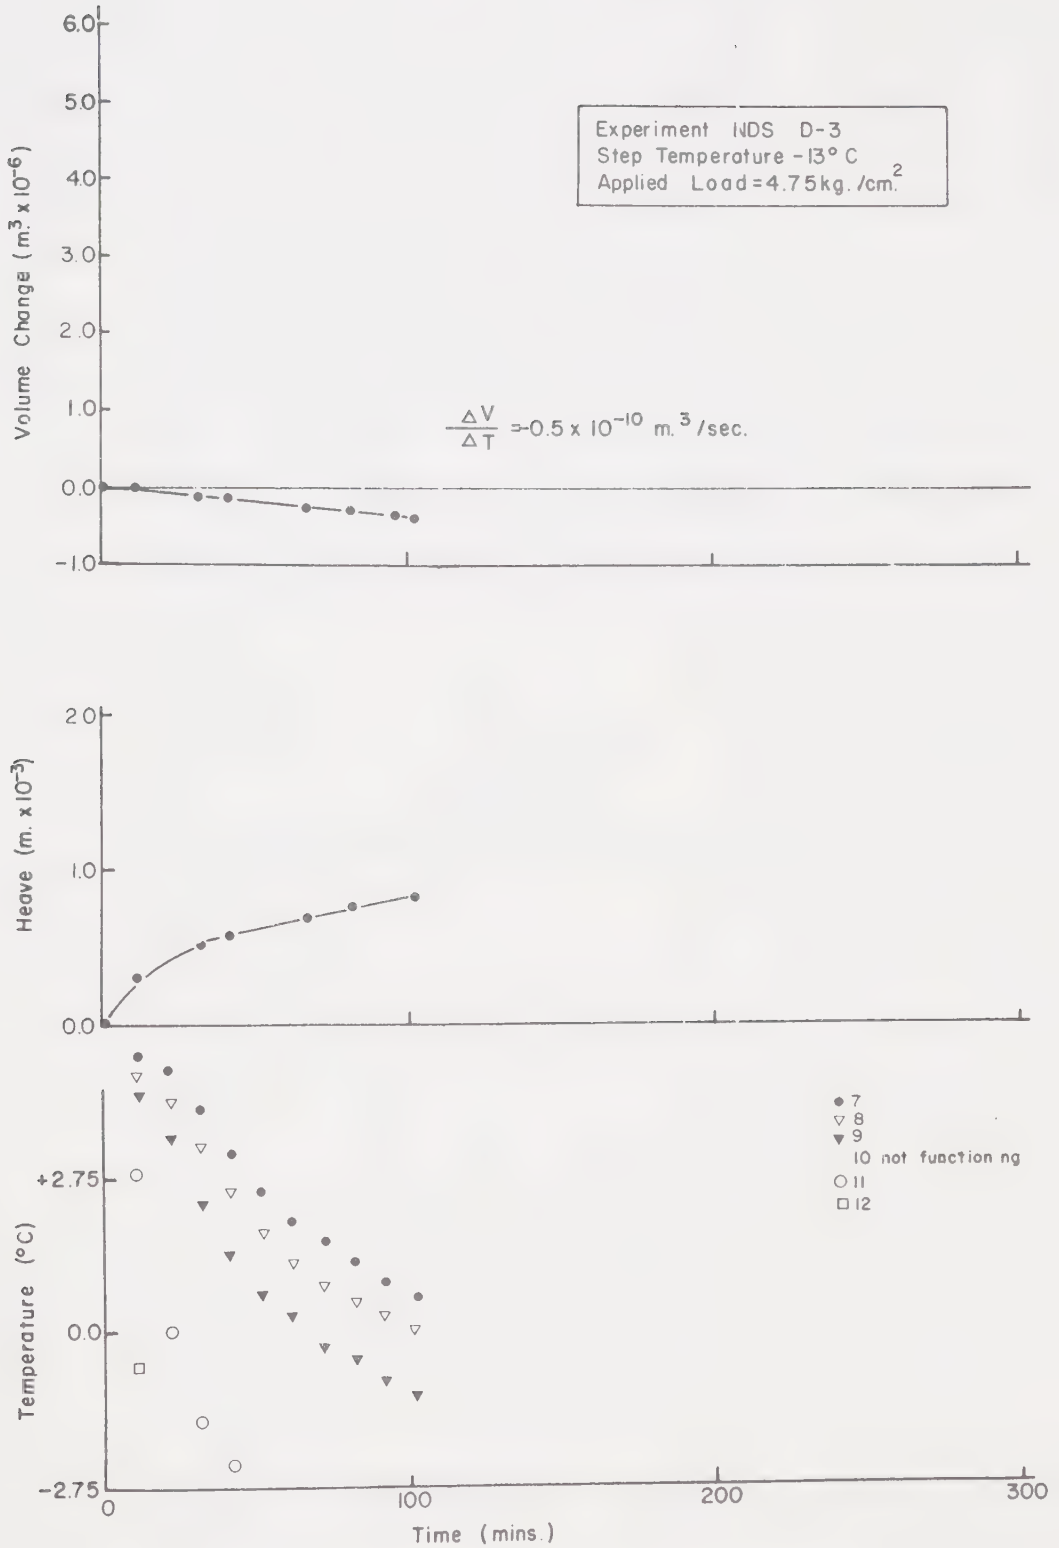 6.0
5.0
4.0
3.0
2.0
1.0
0.0
-1.0
Volume Change (m.³ x 10⁻⁶)
Experiment NDS D-3
Step Temperature -13° C
Applied Load=4.75kg./cm.²
ΔV/ΔT =-0.5 x 10⁻¹⁰ m.³/sec.
2 0
1.0
0.0
Heave (m. x 10⁻³)
7
8
9
10 not function ng
11
12
+2.75
0.0
-2.75
Temperature (°C)
0
100
200
300
Time (mins.)